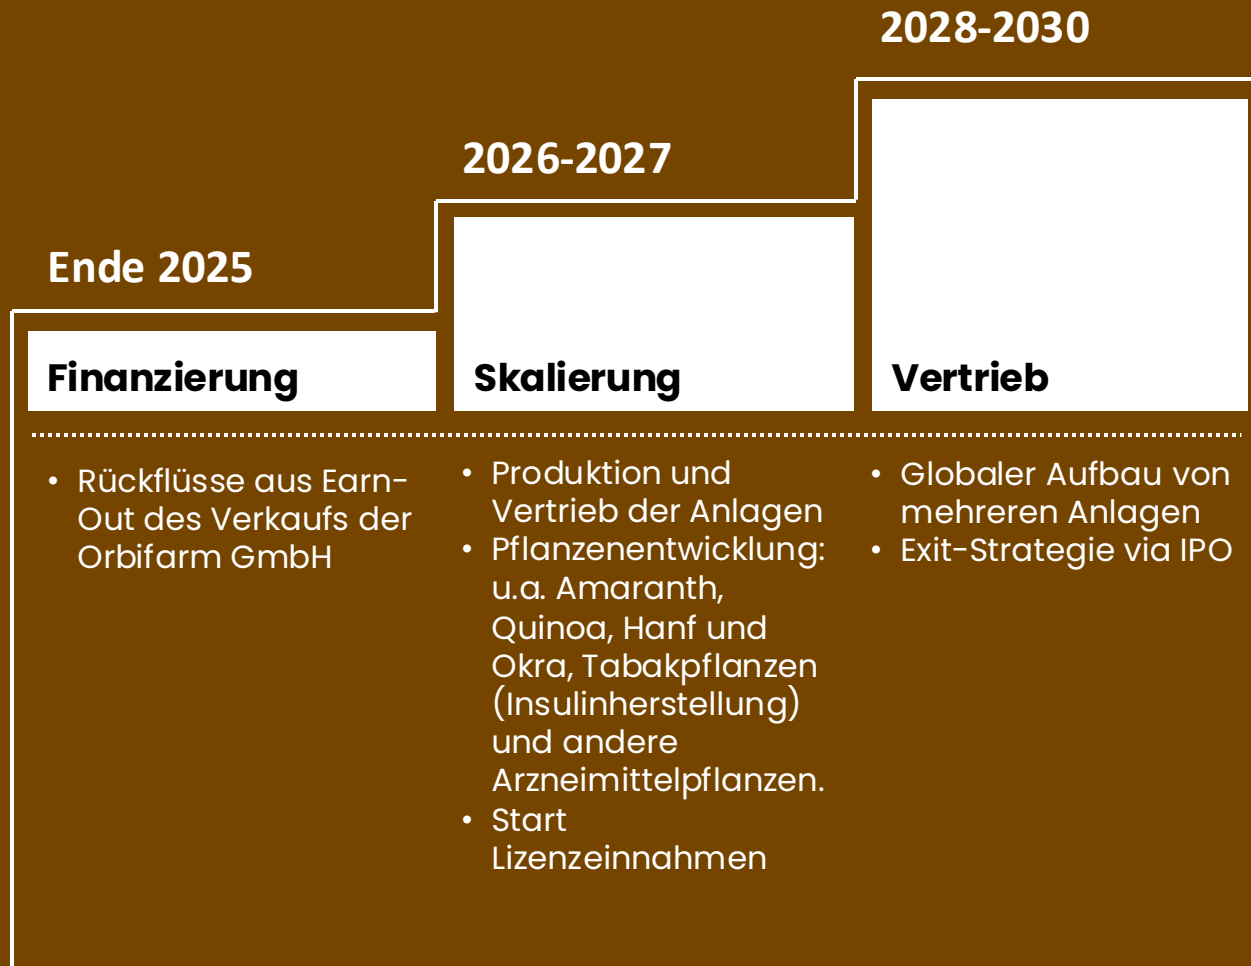 Ende 2025
Finanzierung
• Rückflüsse aus Earn-
Out des Verkaufs der
Orbifarm GmbH
2026-2027
Skalierung
• Produktion und
Vertrieb der Anlagen
• Pflanzenentwicklung:
u.a. Amaranth,
Quinoa, Hanf und
Okra, Tabakpflanzen
(Insulinherstellung)
und andere
Arzneimittelpflanzen.
• Start
Lizenzeinnahmen
2028-2030
Vertrieb
• Globaler Aufbau von
mehreren Anlagen
• Exit-Strategie via IPO